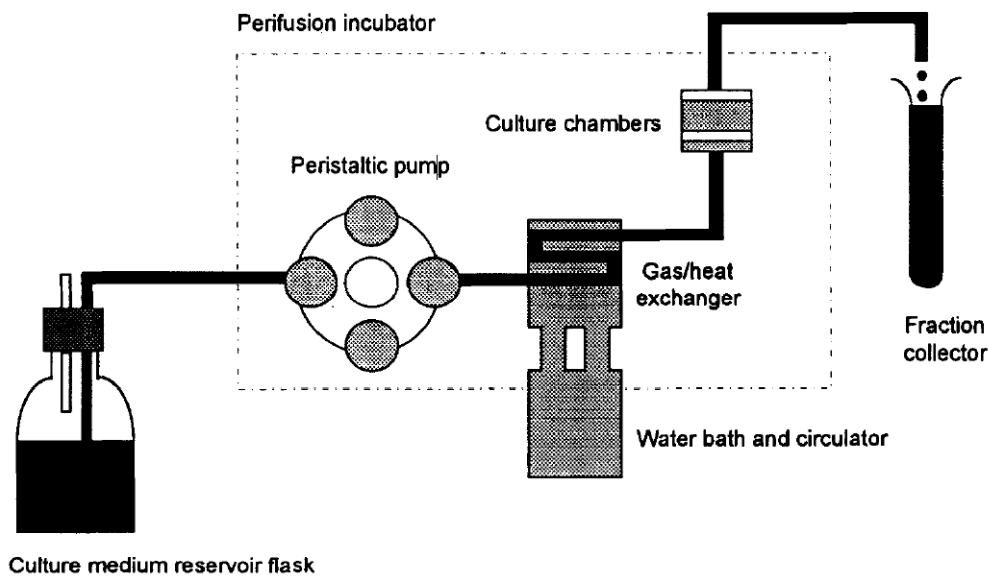 Perifusion incubator
Culture chambers
Peristaltic pump
Gas/heat
exchanger
Fraction
collector
Water bath and circulator
Culture medium reservoir flask